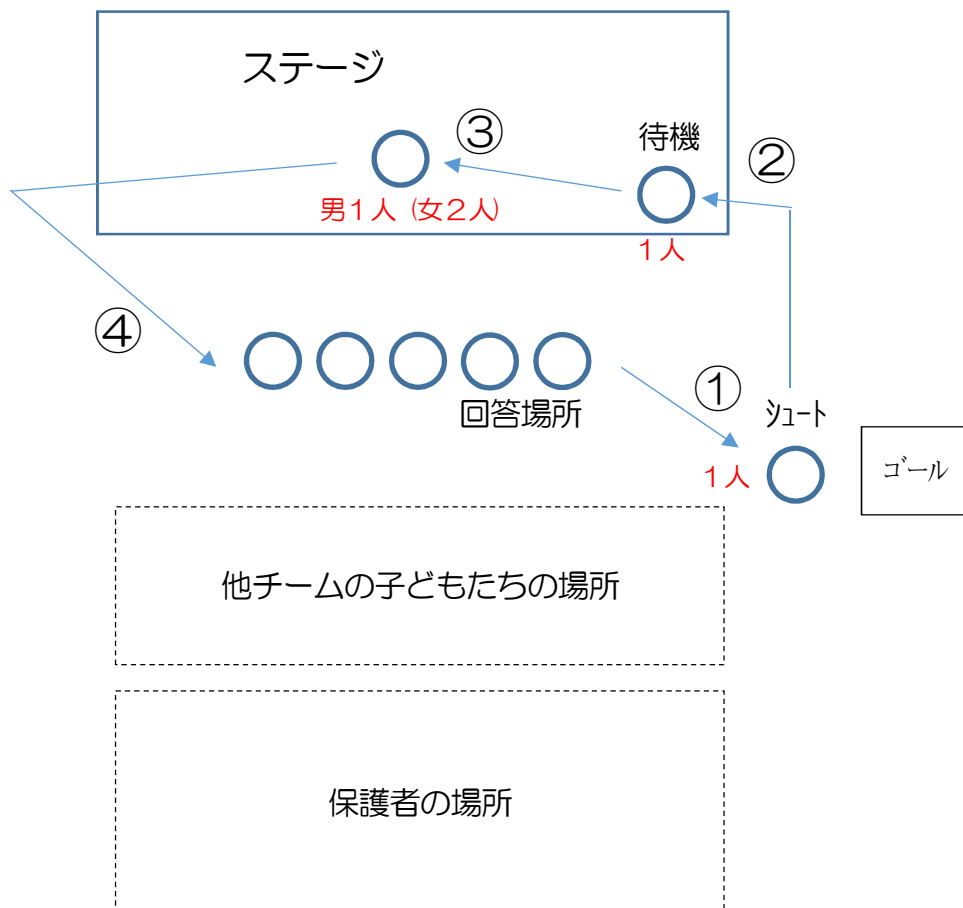 ステージ
③
待機
②
男１人（女２人）
１人
④
①
回答場所
ｼｭｰﾄ
１人
ゴール
他チームの子どもたちの場所
保護者の場所